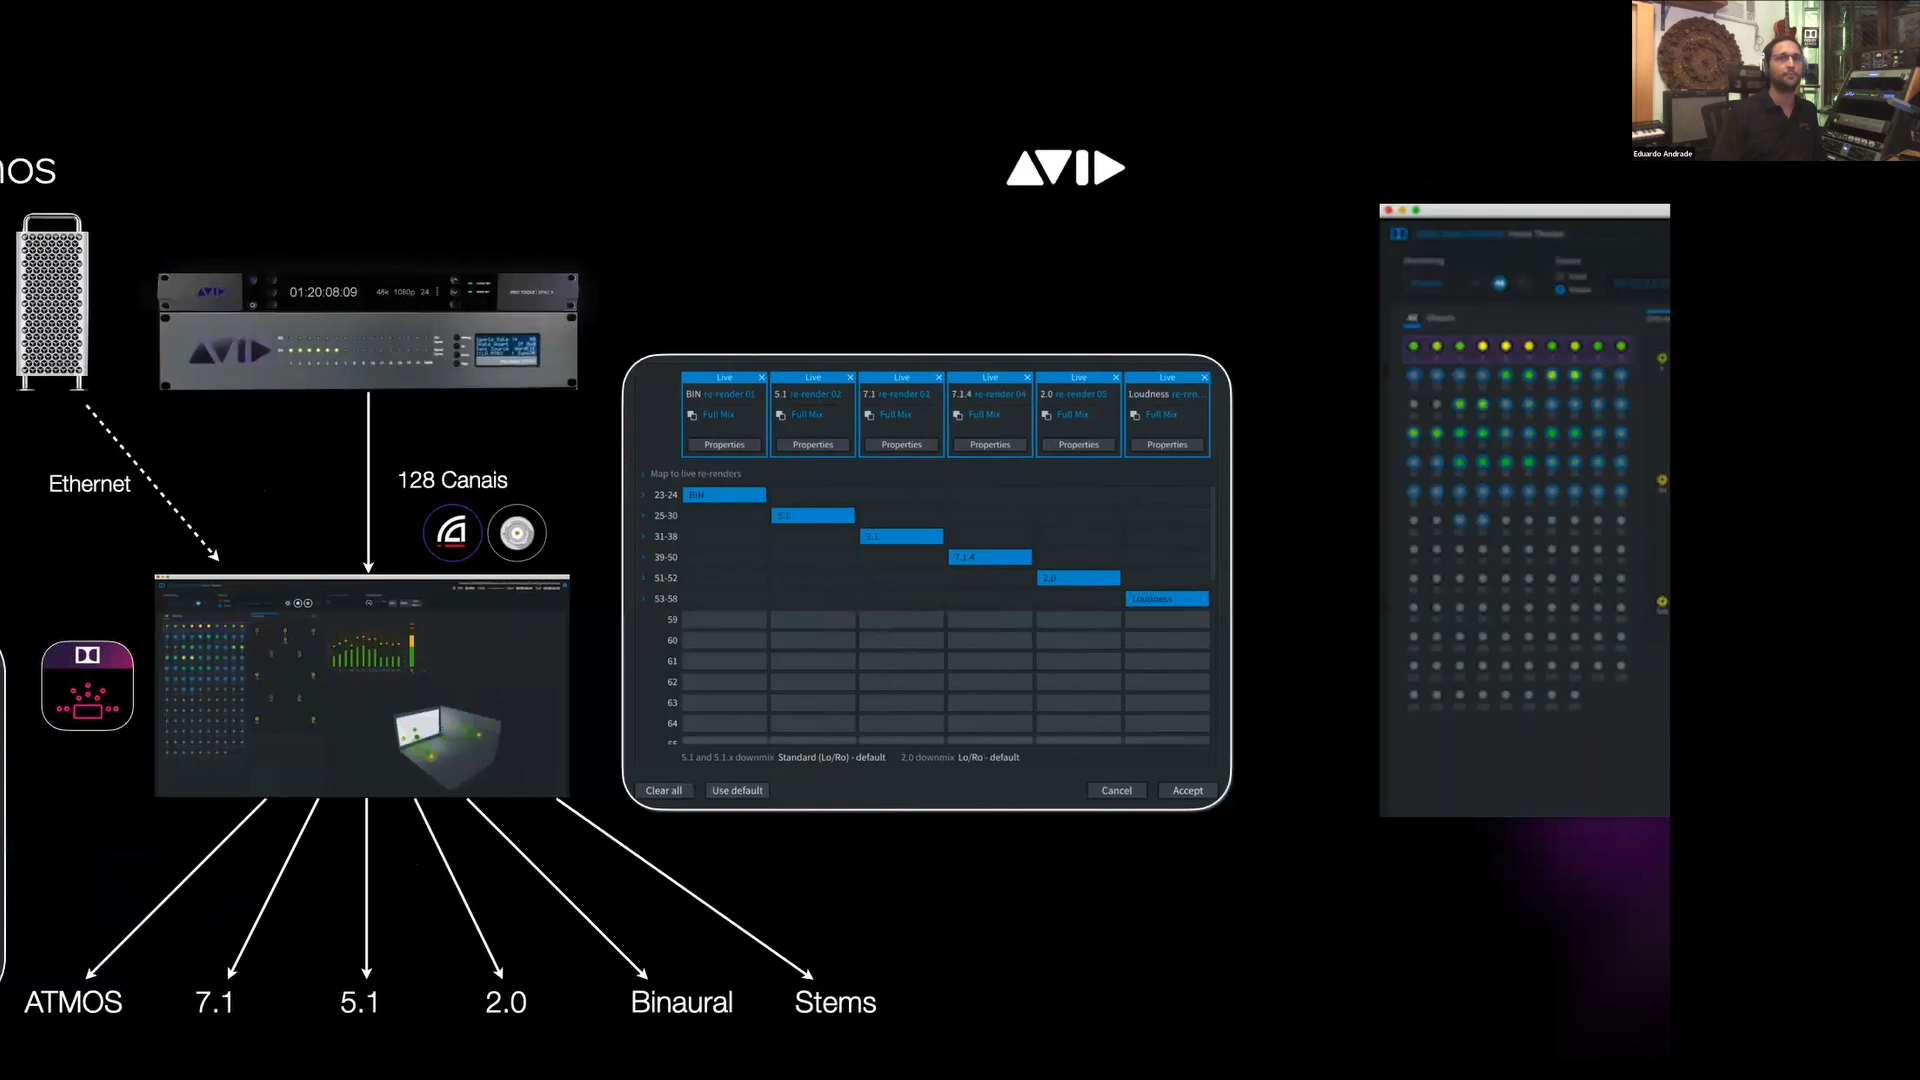 Eduardo Andrade
nos
AVID
AVID
01:20:08:09
48k 1080p 24
AVID
Ethernet
128 Canais
Live Live Live Live Live Live
BIN re-render 01
5.1 re-render 02
7.1 re-render 03
7.1.4 re-render 04
2.0 re-render 05
Loudness re-ren...
Full Mix Full Mix Full Mix Full Mix Full Mix Full Mix
Properties Properties Properties Properties Properties Properties
Map to live re-renders
23-24 BIN
25-30 5.1
31-38 7.1
39-50 7.1.4
51-52 2.0
53-58 Loudness
59
60
61
62
63
64
5.1 and 5.1.x downmix Standard (Lo/Ro) - default 2.0 downmix Lo/Ro - default
Clear all Use default Cancel Accept
ATMOS 7.1 5.1 2.0 Binaural Stems